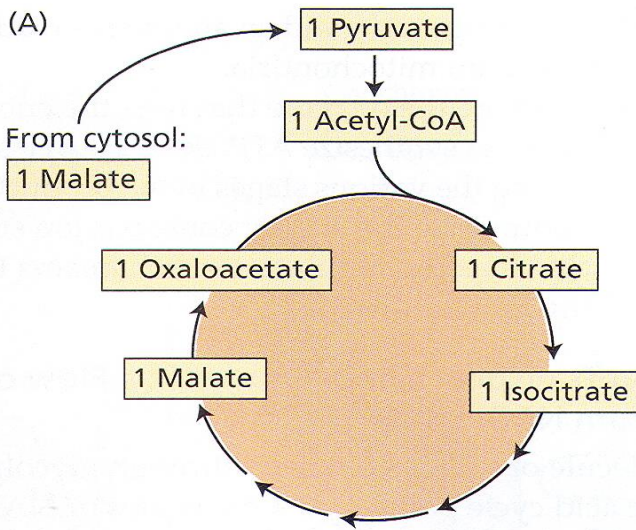 (A)
1 Pyruvate
1 Acetyl-CoA
From cytosol:
1 Malate
1 Oxaloacetate
1 Citrate
1 Malate
1 Isocitrate